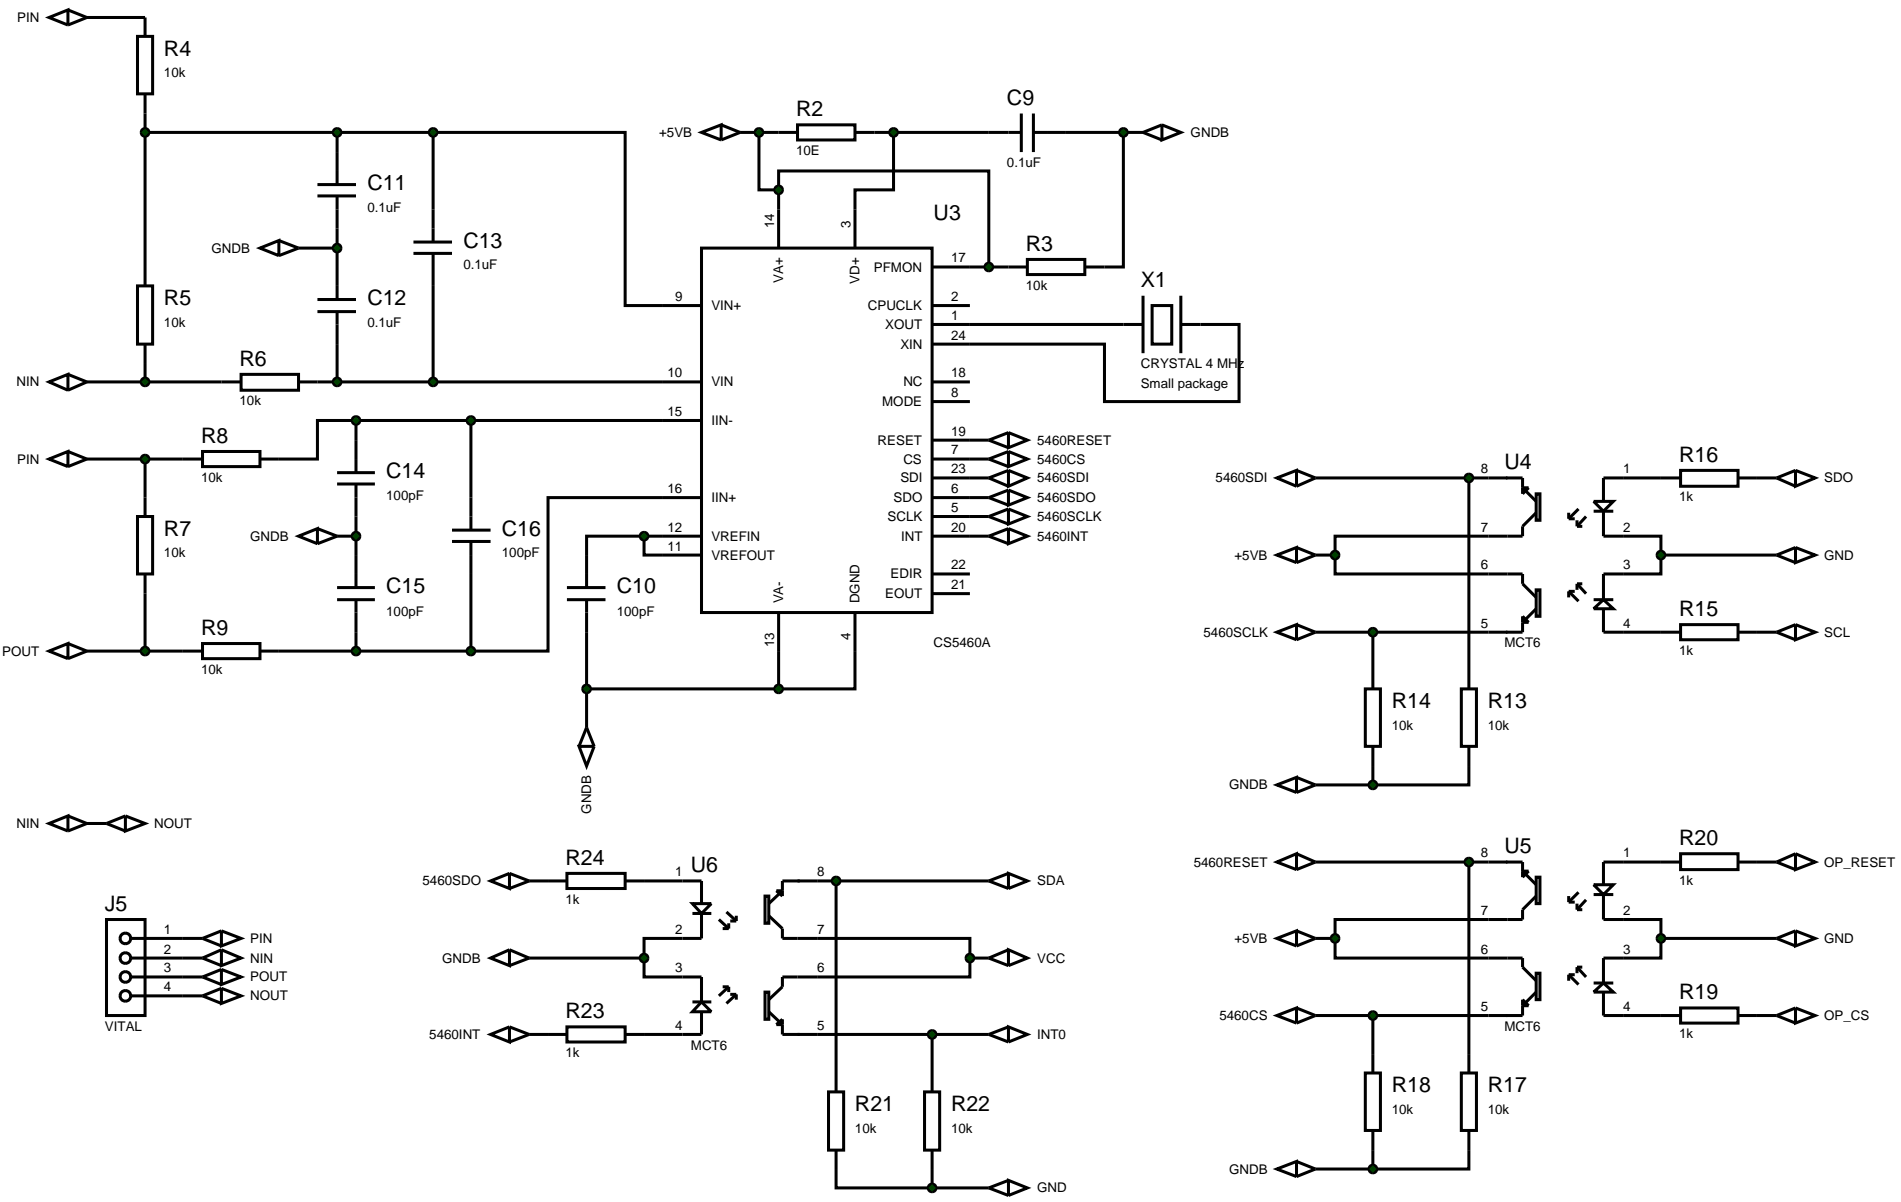 PIN
R4
10k
R5
10k
NIN
R6
10k
C11
0.1uF
GNDB
C12
0.1uF
C13
0.1uF
PIN
R8
10k
R7
10k
POUT
R9
10k
C14
100pF
GNDB
C15
100pF
C16
100pF
C10
100pF
GNDB
+5VB
R2
10E
C9
0.1uF
GNDB
U3
R3
10k
X1
CRYSTAL 4 MHz
Small package
14
VA+
3
VD+
9
VIN+
10
VIN
15
IIN-
16
IIN+
12
VREFIN
11
VREFOUT
VA-
13
DGND
4
PFMON
17
CPUCLK
2
XOUT
1
XIN
24
NC
18
MODE
8
RESET
19
5460RESET
CS
7
5460CS
SDI
23
5460SDI
SDO
6
5460SDO
SCLK
5
5460SCLK
INT
20
5460INT
EDIR
22
EOUT
21
CS5460A
5460SDI
8
U4
1
R16
1k
SDO
7
2
+5VB
GND
6
3
5460SCLK
5
MCT6
4
R15
1k
SCL
R14
10k
R13
10k
GNDB
NIN
NOUT
J5
1
PIN
2
NIN
3
POUT
4
NOUT
VITAL
5460SDO
R24
1k
1
U6
8
SDA
2
7
GNDB
VCC
3
6
5460INT
R23
1k
4
MCT6
5
INT0
R21
10k
R22
10k
GND
5460RESET
8
U5
1
R20
1k
OP_RESET
7
2
+5VB
GND
6
3
5460CS
5
MCT6
4
R19
1k
OP_CS
R18
10k
R17
10k
GNDB